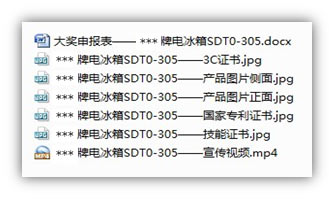 大奖申报表—— *** 牌电冰箱SDT0-305.docx
*** 牌电冰箱SDT0-305——3C证书.jpg
*** 牌电冰箱SDT0-305——产品图片侧面.jpg
*** 牌电冰箱SDT0-305——产品图片正面.jpg
*** 牌电冰箱SDT0-305——国家专利证书.jpg
*** 牌电冰箱SDT0-305——技能证书.jpg
*** 牌电冰箱SDT0-305——宣传视频.mp4